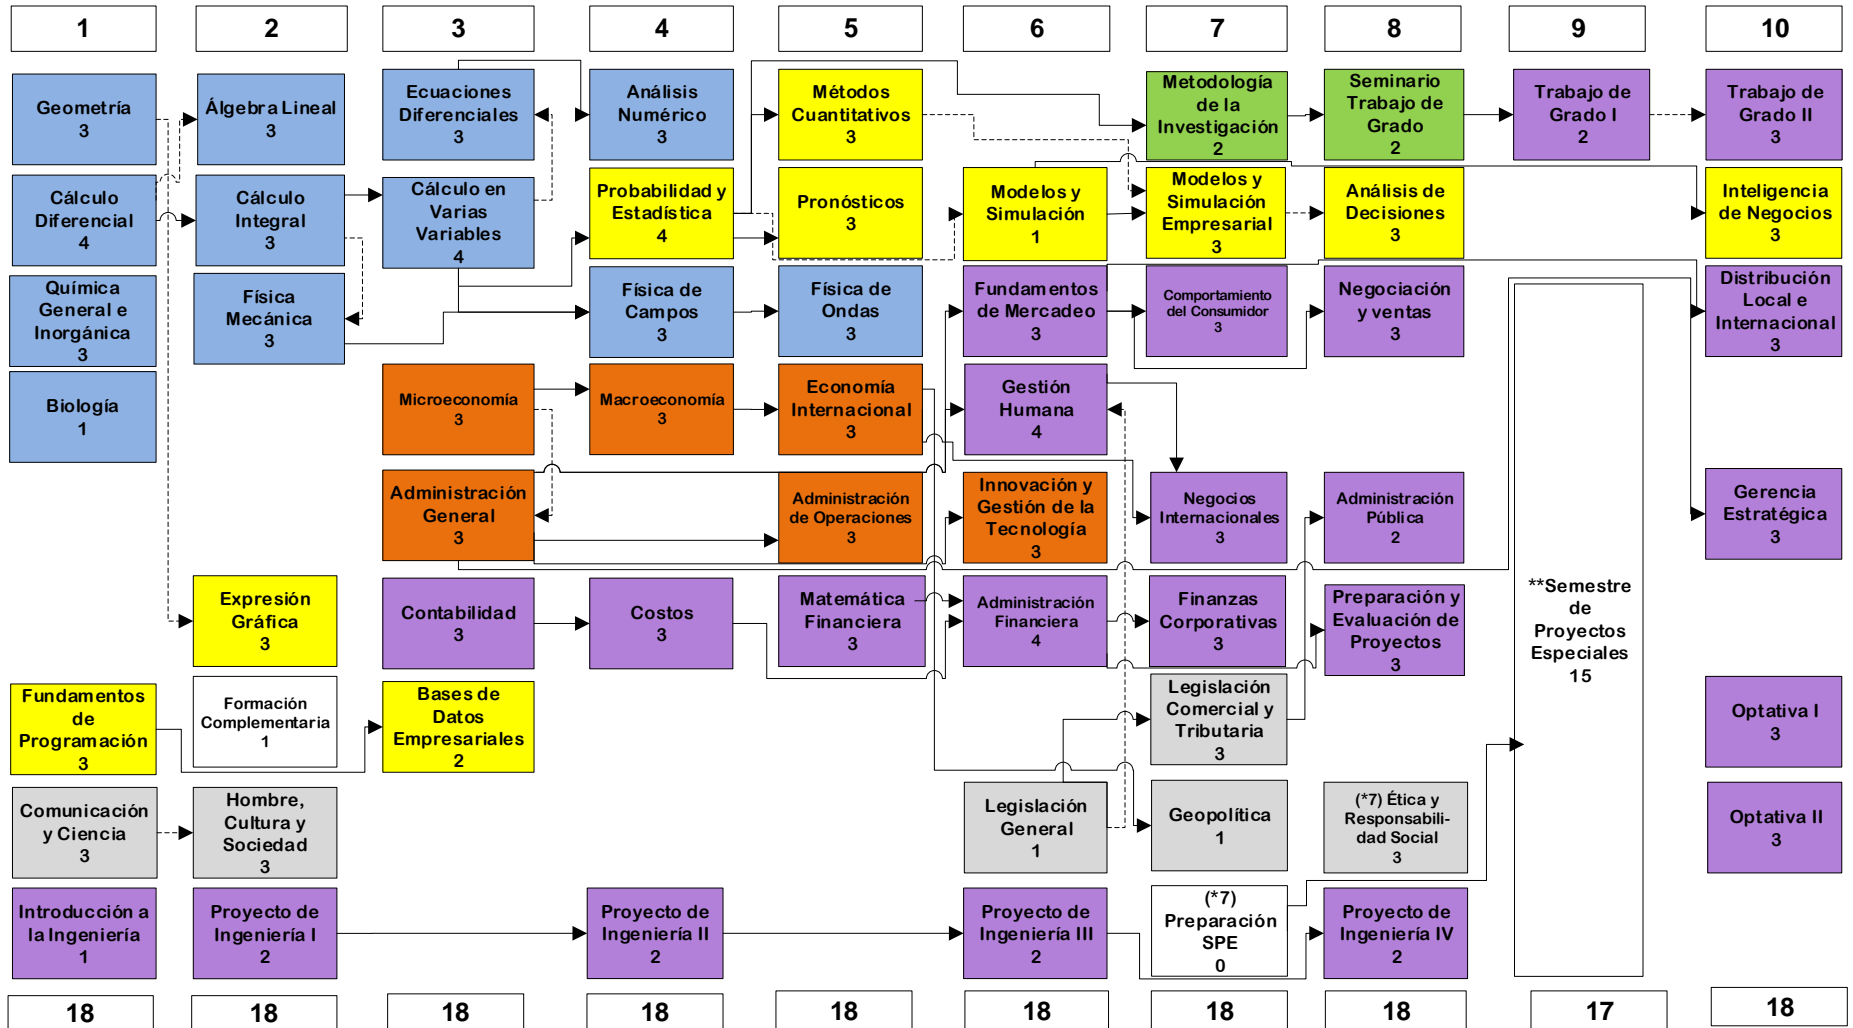 1
2
3
4
5
6
7
8
9
10
Geometría
3
Álgebra Lineal
3
Ecuaciones
Diferenciales
3
Análisis
Numérico
3
Métodos
Cuantitativos
3
Metodología
de la
Investigación
2
Seminario
Trabajo de
Grado
2
Trabajo de
Grado I
2
Trabajo de
Grado II
3
Cálculo
Diferencial
4
Cálculo
Integral
3
Cálculo en
Varias
Variables
4
Probabilidad y
Estadística
4
Pronósticos
3
Modelos y
Simulación
1
Modelos y
Simulación
Empresarial
3
Análisis de
Decisiones
3
Inteligencia
de Negocios
3
Química
General e
Inorgánica
3
Física
Mecánica
3
Física de
Campos
3
Física de
Ondas
3
Fundamentos
de Mercadeo
3
Comportamiento
del Consumidor
3
Negociación
y ventas
3
Distribución
Local e
Internacional
3
Biología
1
Microeconomía
3
Macroeconomía
3
Economía
Internacional
3
Gestión
Humana
4
Administración
General
3
Administración
de Operaciones
3
Innovación y
Gestión de la
Tecnología
3
Negocios
Internacionales
3
Administración
Pública
2
Gerencia
Estratégica
3
Expresión
Gráfica
3
Contabilidad
3
Costos
3
Matemática
Financiera
3
Administración
Financiera
4
Finanzas
Corporativas
3
Preparación y
Evaluación de
Proyectos
3
**Semestre
de
Proyectos
Especiales
15
Fundamentos
de
Programación
3
Formación
Complementaria
1
Bases de
Datos
Empresariales
2
Legislación
Comercial y
Tributaria
3
Optativa I
3
Comunicación
y Ciencia
3
Hombre,
Cultura y
Sociedad
3
Legislación
General
1
Geopolítica
1
(*7) Ética y
Responsabili-
dad Social
3
Optativa II
3
Introducción a
la Ingeniería
1
Proyecto de
Ingeniería I
2
Proyecto de
Ingeniería II
2
Proyecto de
Ingeniería III
2
(*7)
Preparación
SPE
0
Proyecto de
Ingeniería IV
2
18
18
18
18
18
18
18
18
17
18